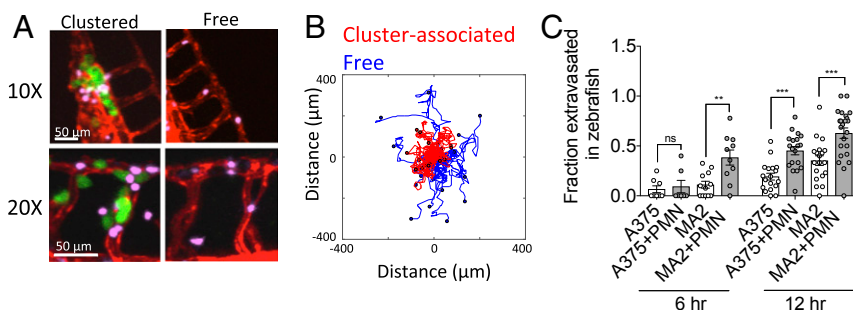 A
Clustered
Free
10X
50 µm
20X
50 µm
B
Cluster-associated
Free
Distance (µm)
400
0
-400
-400
0
400
Distance (µm)
C
Fraction extravasated
in zebrafish
1.5
1.0
0.5
0.0
ns
**
***
***
A375
A375+PMN
MA2
MA2+PMN
A375
A375+PMN
MA2
MA2+PMN
6 hr
12 hr